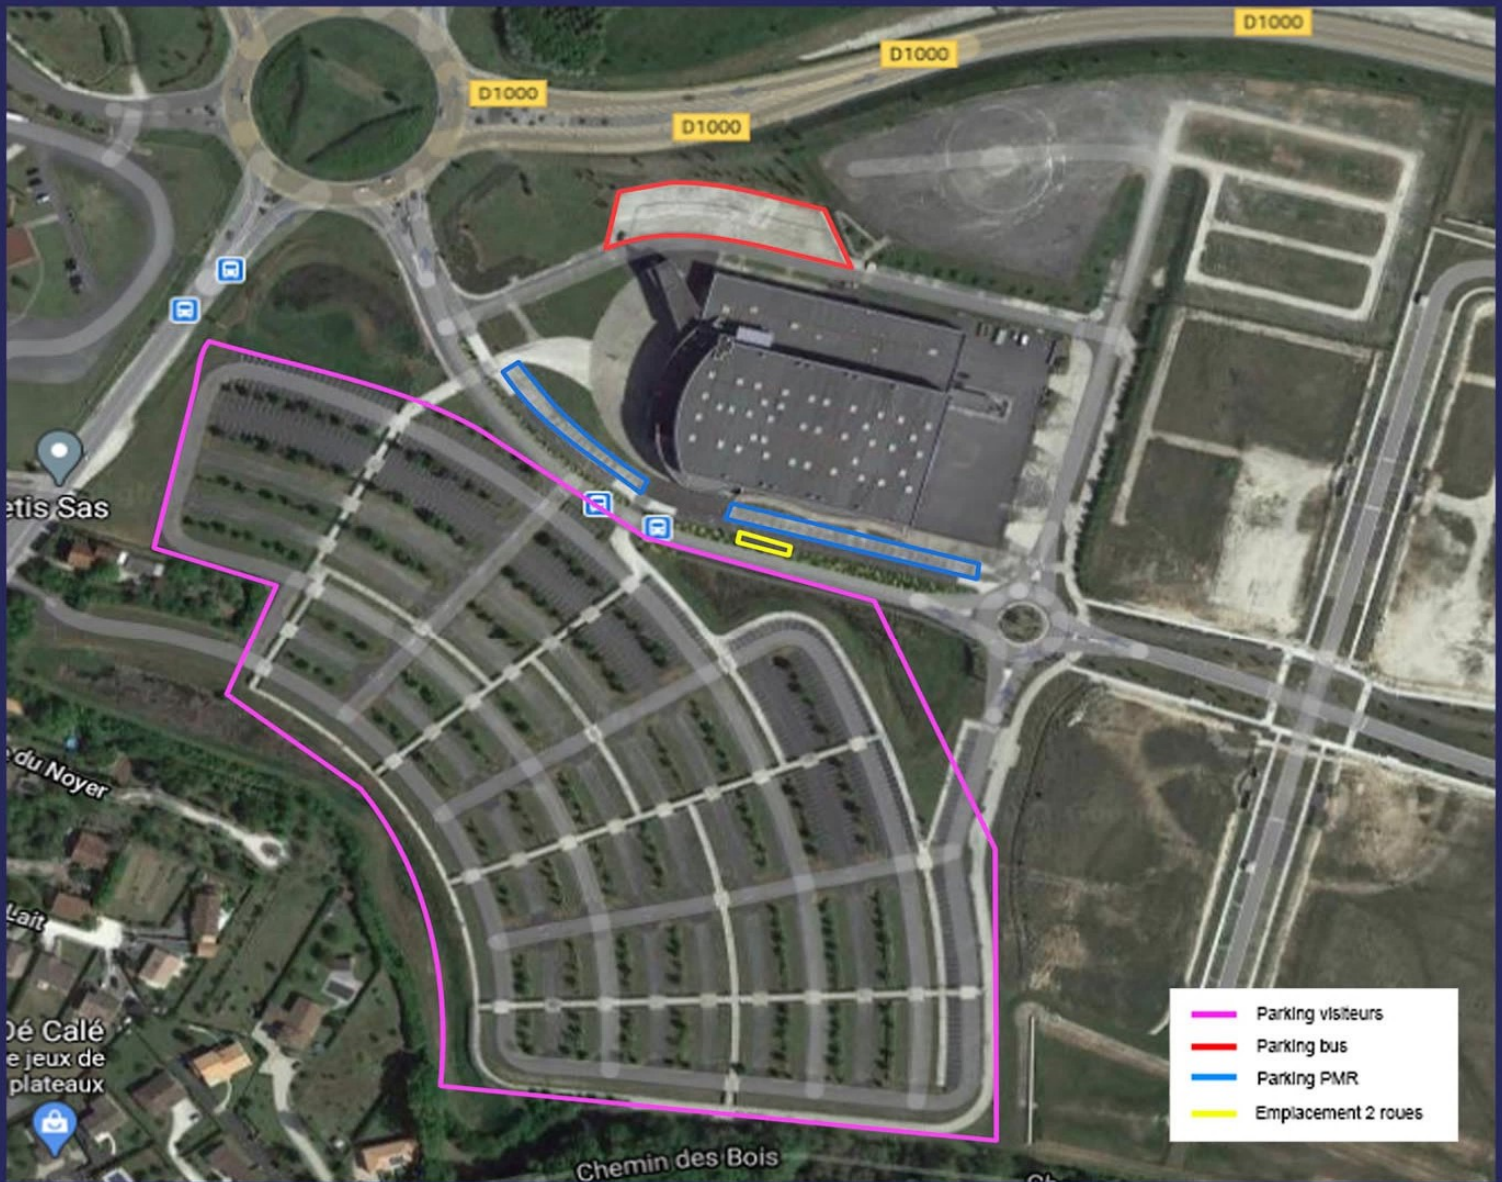 D1000
D1000
D1000
D1000
etis Sas
du Noyer
Lait
Dé Calé
e jeux de
plateaux
Chemin des Bois
Parking visiteurs
Parking bus
Parking PMR
Emplacement 2 roues